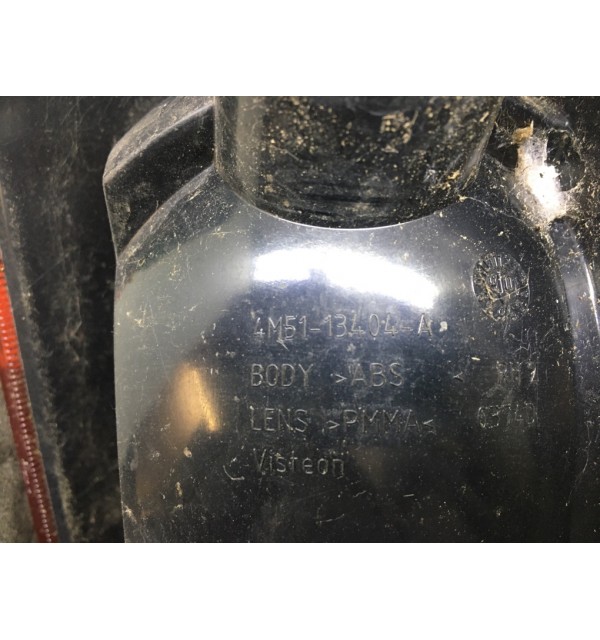 4M51-13404-A
BODY >ABS<
LENS >PMMA<
Visteon